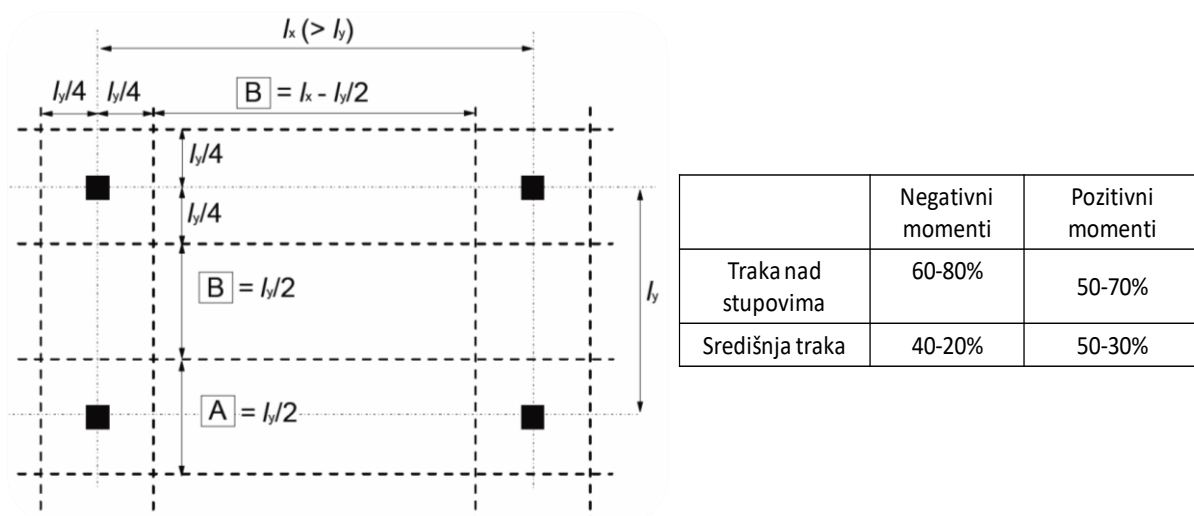 lx (> ly)
ly/4 ly/4 B = lx - ly/2
ly/4
ly/4
B = ly/2
ly
A = ly/2
Negativni momenti Pozitivni momenti
Traka nad stupovima 60-80% 50-70%
Središnja traka 40-20% 50-30%